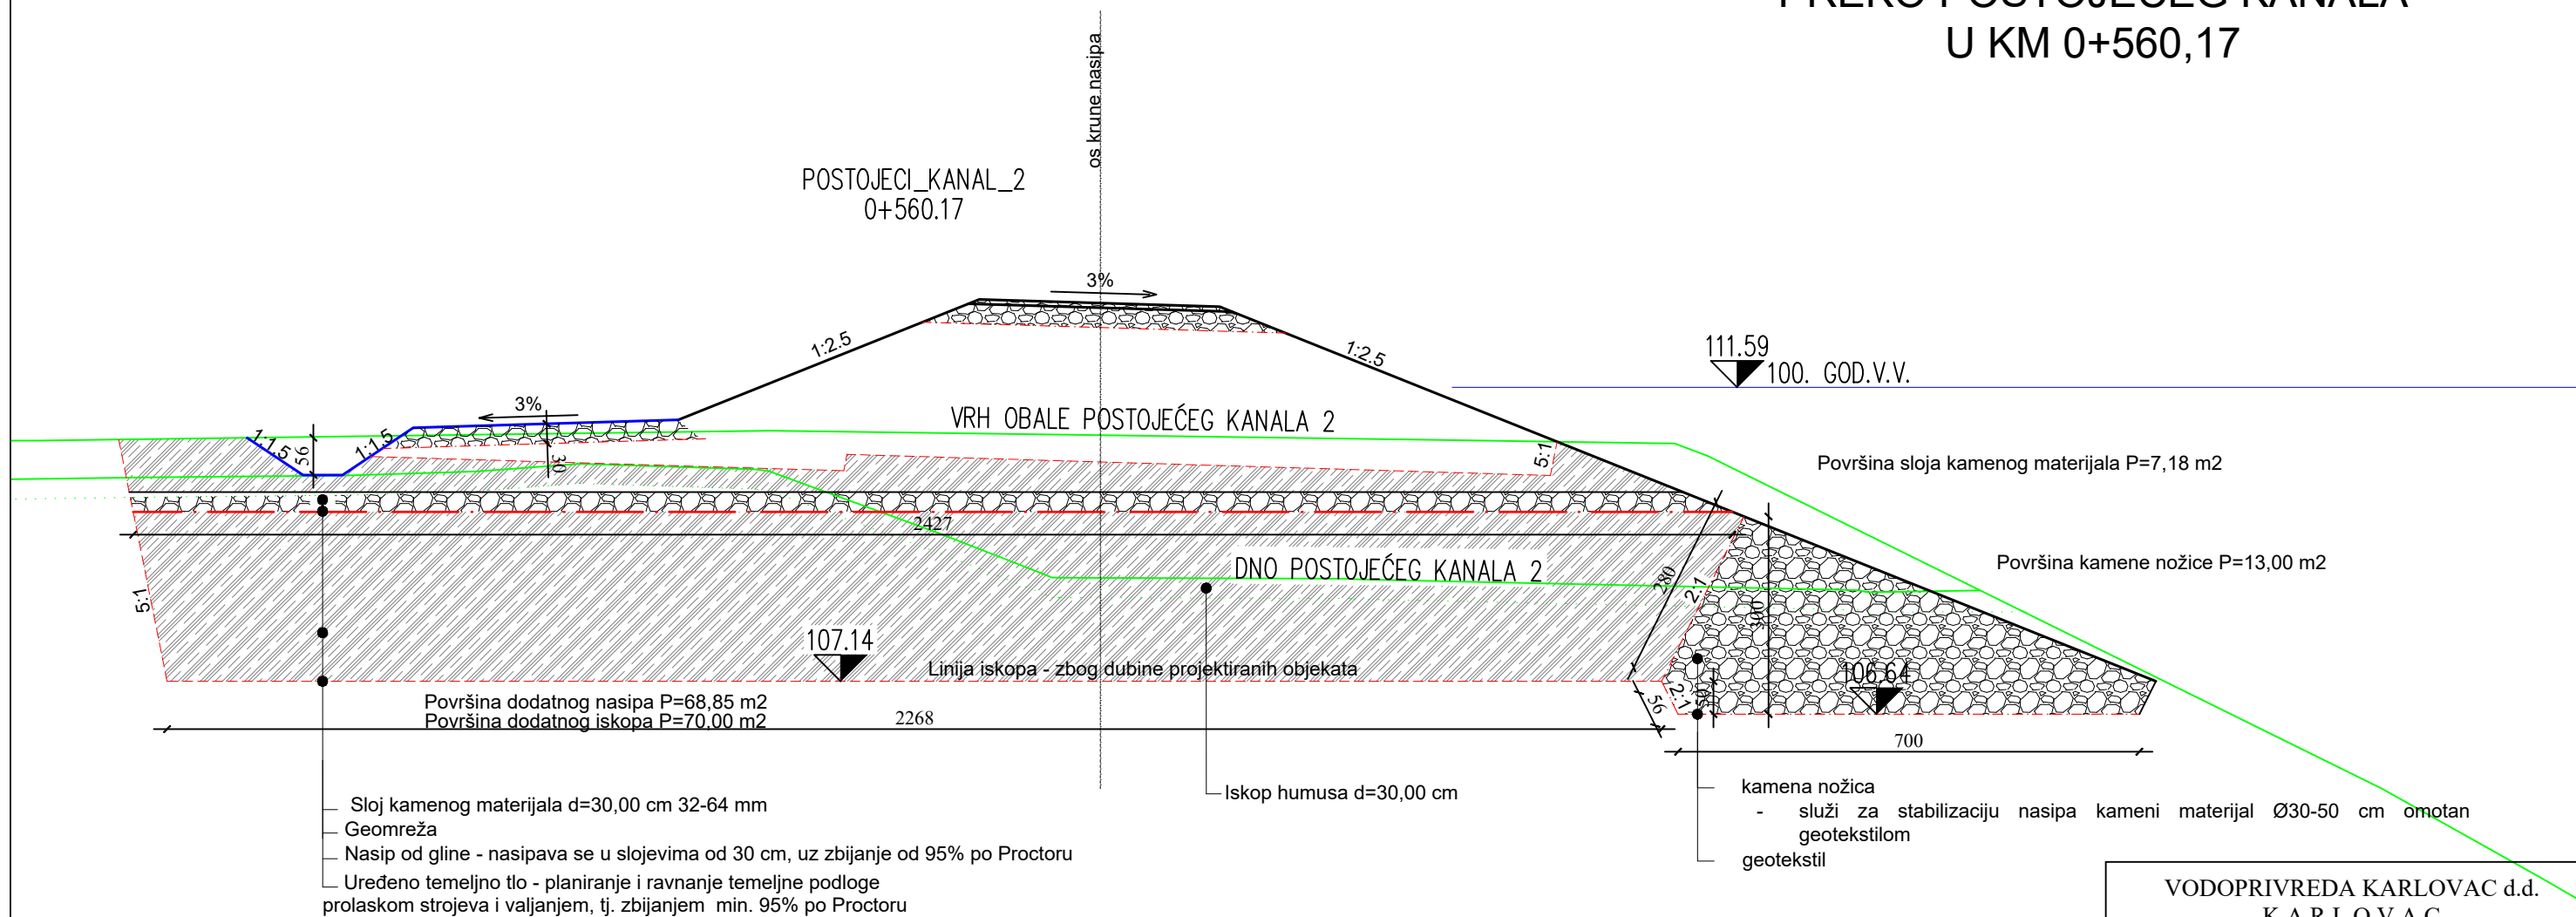 PREKO POSTOJEĆEG KANALA
U KM 0+560,17
os krune nasipa
POSTOJECI_KANAL_2
0+560.17
3%
1:2.5
1:2.5
111.59
100. GOD.V.V.
3%
VRH OBALE POSTOJEĆEG KANALA 2
1:1.5
56
1:1.5
30
5:1
Površina sloja kamenog materijala P=7,18 m2
2427
DNO POSTOJEĆEG KANALA 2
Površina kamene nožice P=13,00 m2
5:1
280
2:1
300
107.14
Linija iskopa - zbog dubine projektiranih objekata
106.64
2:1
50
56
Površina dodatnog nasipa P=68,85 m2
Površina dodatnog iskopa P=70,00 m2
2268
700
Sloj kamenog materijala d=30,00 cm 32-64 mm
Geomreža
Nasip od gline - nasipava se u slojevima od 30 cm, uz zbijanje od 95% po Proctoru
Uređeno temeljno tlo - planiranje i ravnanje temeljne podloge
prolaskom strojeva i valjanjem, tj. zbijanjem min. 95% po Proctoru
Iskop humusa d=30,00 cm
kamena nožica
- služi za stabilizaciju nasipa kameni materijal Ø30-50 cm omotan
geotekstilom
geotekstil
VODOPRIVREDA KARLOVAC d.d.
K A R L O V A C